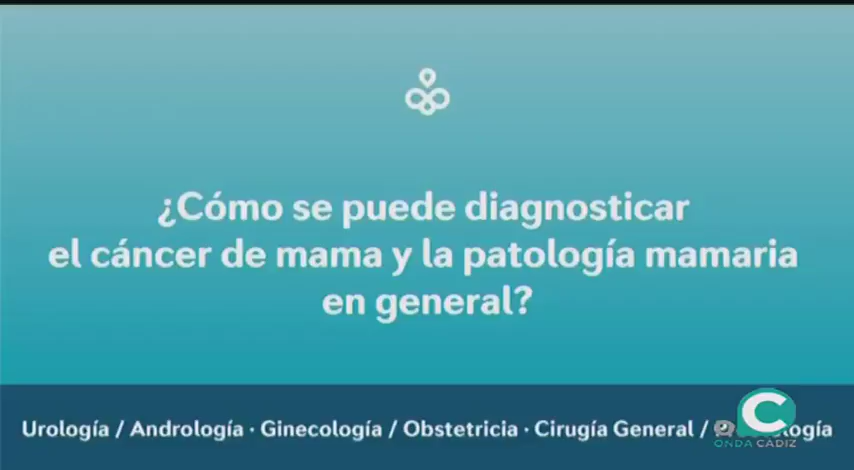 ¿Cómo se puede diagnosticar
el cáncer de mama y la patología mamaria
en general?
Urología / Andrología · Ginecología / Obstetricia · Cirugía General /
ONDA CÁDIZ